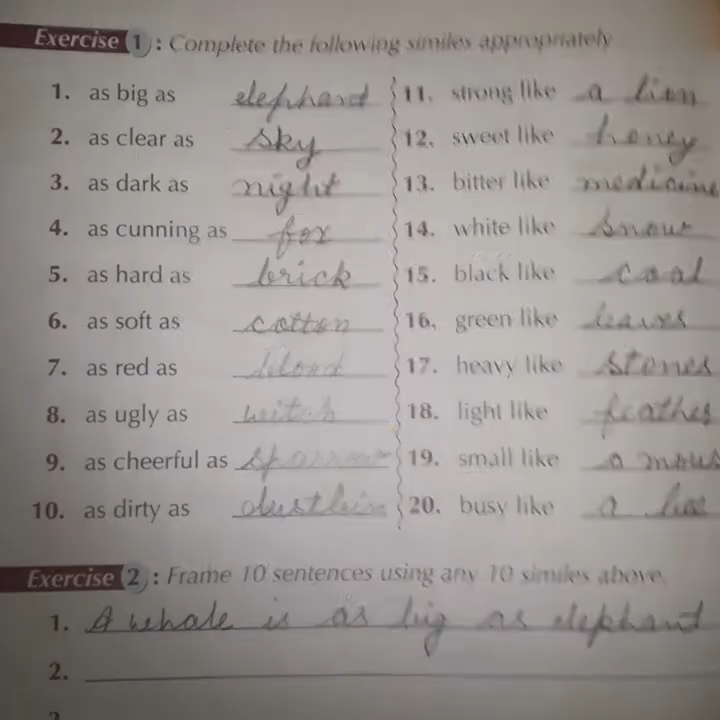 Exercise 1 : Complete the following similes appropriately
1. as big as elephant 11. strong like a lion
2. as clear as sky 12. sweet like honey
3. as dark as night 13. bitter like medicine
4. as cunning as fox 14. white like snow
5. as hard as brick 15. black like coal
6. as soft as cotton 16. green like leaves
7. as red as blood 17. heavy like stones
8. as ugly as witch 18. light like feather
9. as cheerful as sparrow 19. small like a mous
10. as dirty as dustbin 20. busy like a bee
Exercise 2 : Frame 10 sentences using any 10 similes above.
1. A whale is as big as elephant
2.